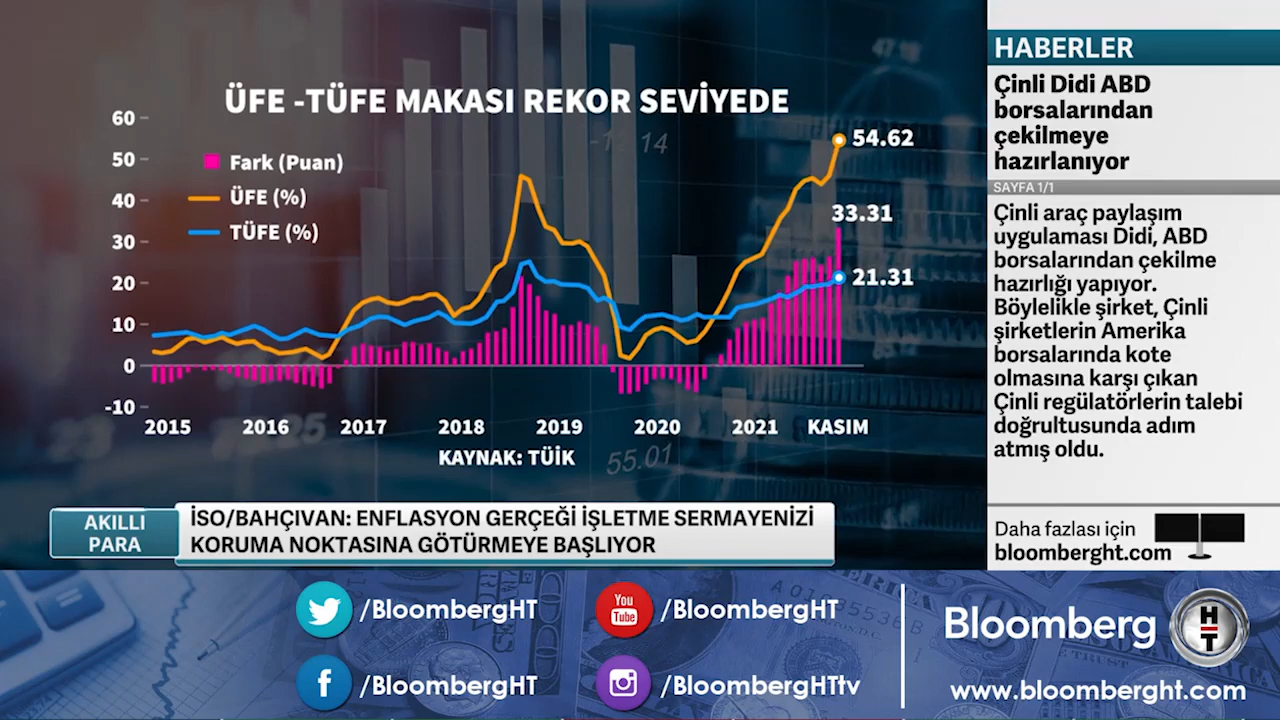 ÜFE -TÜFE MAKASI REKOR SEVİYEDE
60
50
40
30
20
10
0
-10
Fark (Puan)
ÜFE (%)
TÜFE (%)
54.62
33.31
21.31
2015 2016 2017 2018 2019 2020 2021 KASIM
KAYNAK: TÜİK
55.01
AKILLI
PARA
İSO/BAHÇIVAN: ENFLASYON GERÇEĞİ İŞLETME SERMAYENİZİ
KORUMA NOKTASINA GÖTÜRMEYE BAŞLIYOR
HABERLER
Çinli Didi ABD
borsalarından
çekilmeye
hazırlanıyor
SAYFA 1/1
Çinli araç paylaşım
uygulaması Didi, ABD
borsalarından çekilme
hazırlığı yapıyor.
Böylelikle şirket, Çinli
şirketlerin Amerika
borsalarında kote
olmasına karşı çıkan
Çinli regülatörlerin talebi
doğrultusunda adım
atmış oldu.
Daha fazlası için
bloomberght.com
/BloombergHT
You
Tube
/BloombergHT
f
/BloombergHT
/BloombergHTtv
Bloomberg
HT
www.bloomberght.com